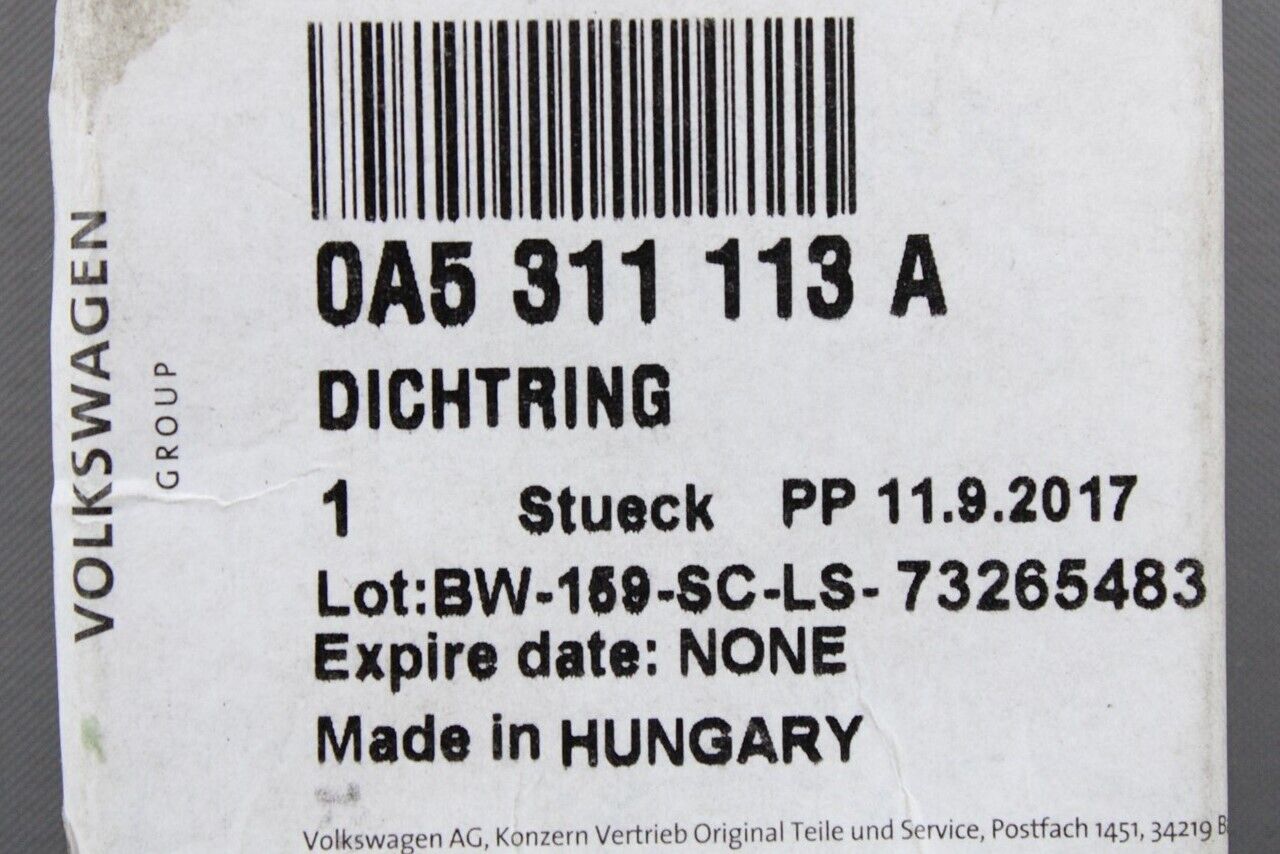 VOLKSWAGEN
GROUP
0A5 311 113 A
DICHTRING
1 Stueck PP 11.9.2017
Lot:BW-159-SC-LS- 73265483
Expire date: NONE
Made in HUNGARY
Volkswagen AG, Konzern Vertrieb Original Teile und Service, Postfach 1451, 34219